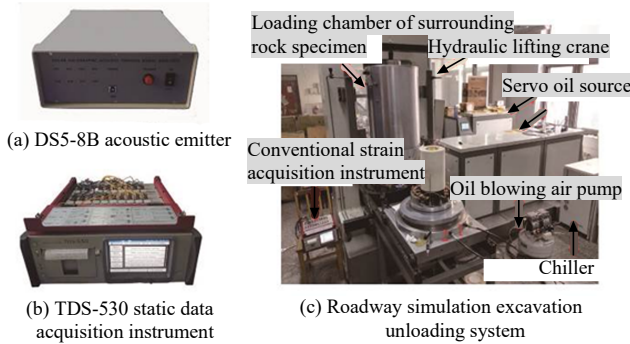 (a) DS5-8B acoustic emitter
(b) TDS-530 static data
acquisition instrument
Loading chamber of surrounding
rock specimen
Hydraulic lifting crane
Servo oil source
Conventional strain
acquisition instrument
Oil blowing air pump
Chiller
(c) Roadway simulation excavation
unloading system